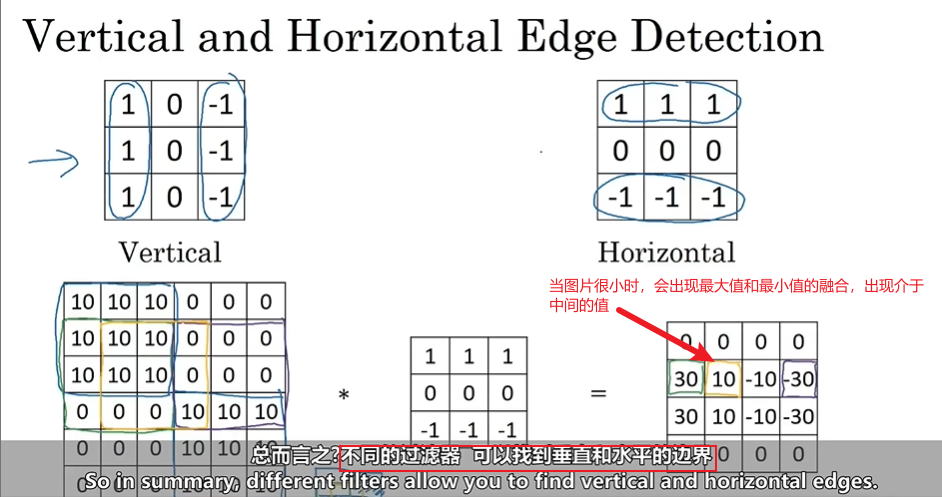 Vertical and Horizontal Edge Detection
1 0 -1
1 0 -1
1 0 -1
Vertical
1 1 1
0 0 0
-1 -1 -1
Horizontal
当图片很小时，会出现最大值和最小值的融合，出现介于
中间的值
10 10 10 0 0 0
10 10 10 0 0 0
10 10 10 0 0 0
0 0 0 10 10 10
0 0 0 10 10 10
0 0 0 10 10 10
*
1 1 1
0 0 0
-1 -1 -1
=
0 0 0 0
30 10 -10 -30
30 10 -10 -30
0 0 0 0
总而言之?不同的过滤器 可以找到垂直和水平的边界
So in summary, different filters allow you to find vertical and horizontal edges.